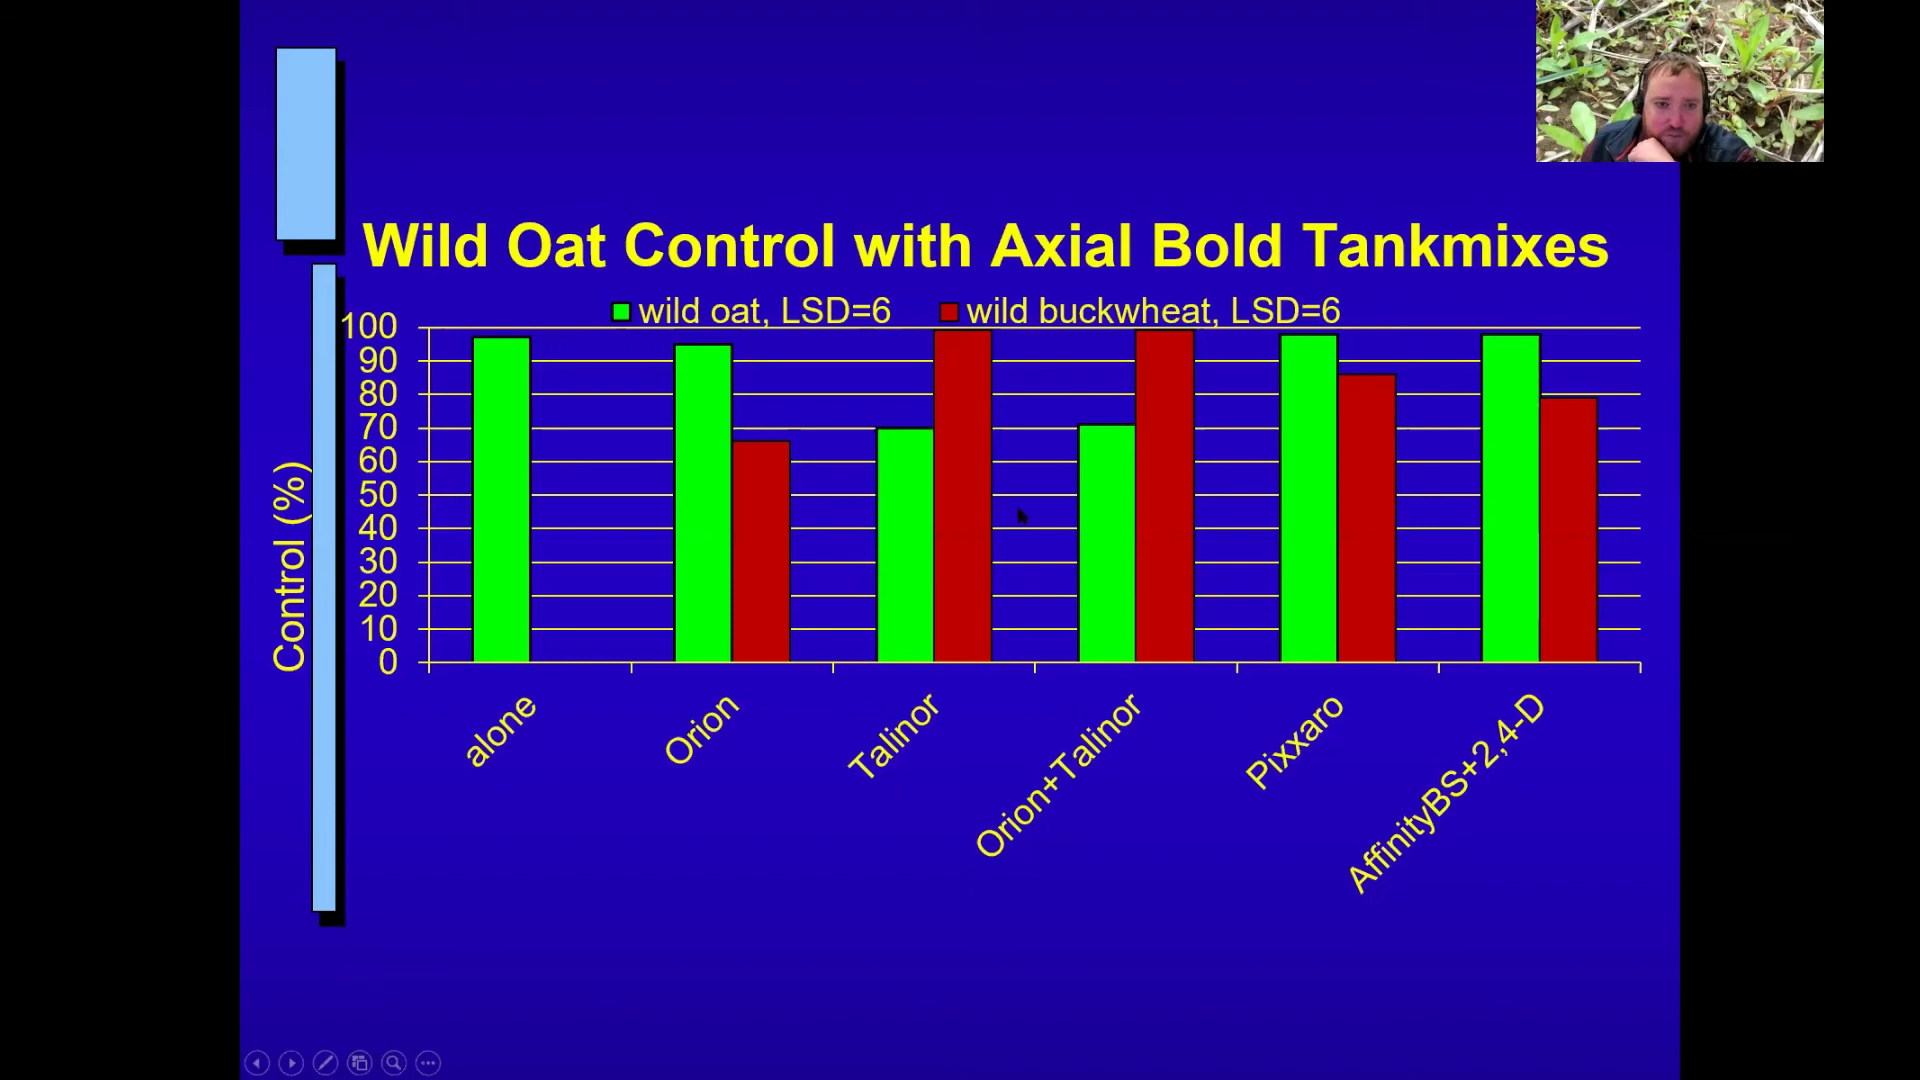 Wild Oat Control with Axial Bold Tankmixes
wild oat, LSD=6 wild buckwheat, LSD=6
100
90
80
70
60
50
40
30
20
10
0
Control (%)
alone
Orion
Talinor
Orion+Talinor
Pixxaro
AffinityBS+2,4-D